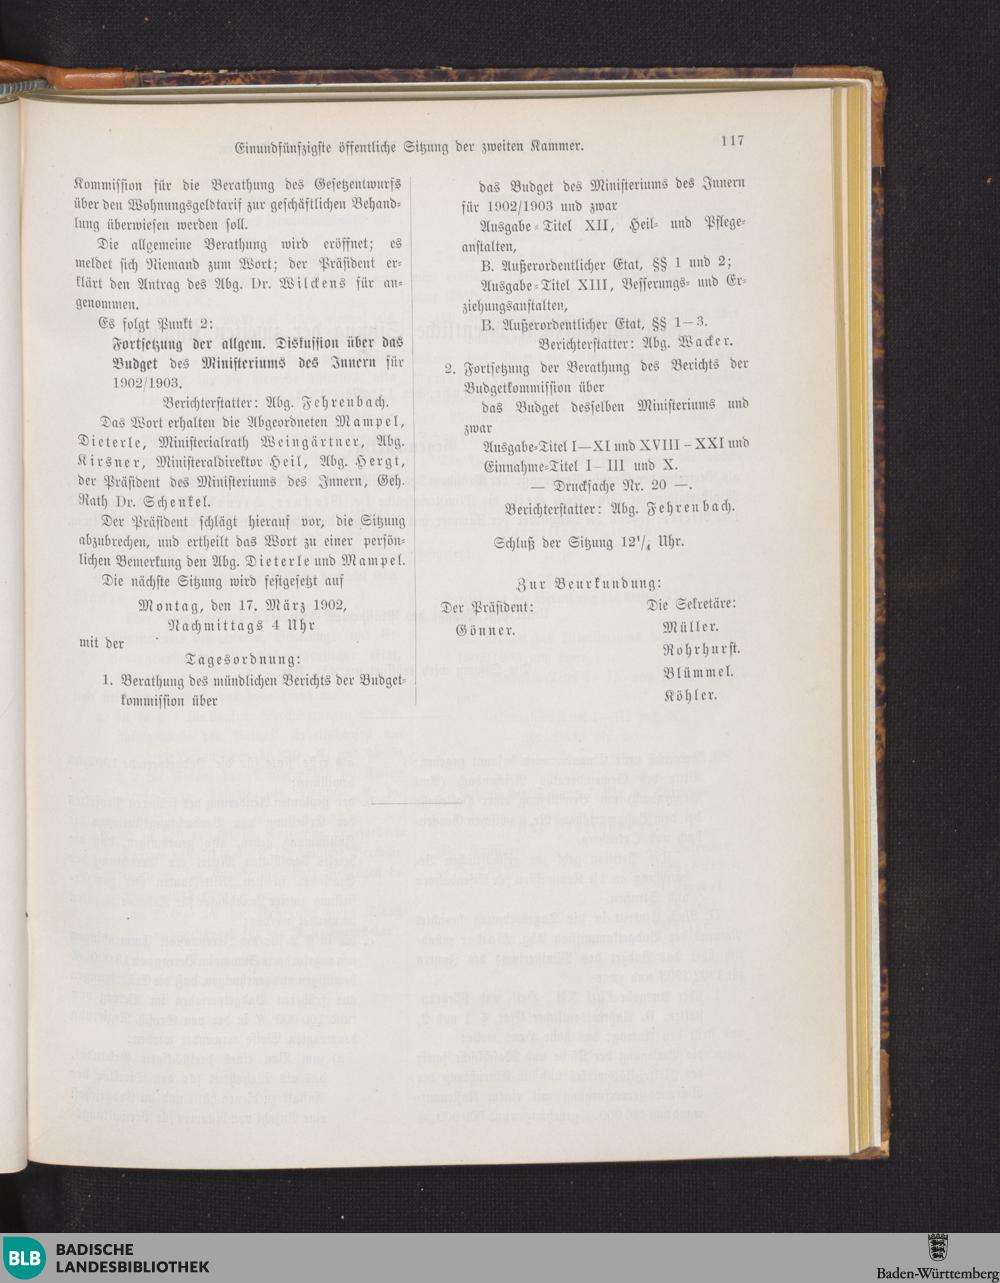 Einundfünfzigste öffentliche Sitzung der zweiten Kammer.
117
Kommission für die Berathung des Gesetzentwurfs
über den Wohnungsgeldtarif zur geschäftlichen Behand-
lung überwiesen werden soll.
Die allgemeine Berathung wird eröffnet; es
meldet sich Niemand zum Wort; der Präsident er-
klärt den Antrag des Abg. Dr. Wilckens für an-
genommen.
Es folgt Punkt 2:
Fortsetzung der allgem. Diskussion über das
Budget des Ministeriums des Innern für
1902/1903.
Berichterstatter: Abg. Fehrenbach.
Das Wort erhalten die Abgeordneten Mampel,
Dieterle, Ministerialrath Weingärtner, Abg.
Kirsner, Ministeraldirektor Heil, Abg. Hergt,
der Präsident des Ministeriums des Innern, Geh.
Rath Dr. Schenkel.
Der Präsident schlägt hierauf vor, die Sitzung
abzubrechen, und ertheilt das Wort zu einer persön-
lichen Bemerkung den Abg. Dieterle und Mampel.
Die nächste Sitzung wird festgesetzt auf
Montag, den 17. März 1902,
Nachmittags 4 Uhr
mit der
Tagesordnung:
1. Berathung des mündlichen Berichts der Budget-
kommission über
das Budget des Ministeriums des Innern
für 1902/1903 und zwar
Ausgabe-Titel XII, Heil- und Pflege-
anstalten,
B. Außerordentlicher Etat, §§ 1 und 2;
Ausgabe-Titel XIII, Besserungs- und Er-
ziehungsanstalten,
B. Außerordentlicher Etat, §§ 1–3.
Berichterstatter: Abg. Wacker.
2. Fortsetzung der Berathung des Berichts der
Budgetkommission über
das Budget desselben Ministeriums und
zwar
Ausgabe-Titel I—XI und XVIII–XXI und
Einnahme-Titel I–III und X.
— Drucksache Nr. 20 —.
Berichterstatter: Abg. Fehrenbach.
Schluß der Sitzung 12¹/₄ Uhr.
Zur Beurkundung:
Der Präsident:
Gönner.
Die Sekretäre:
Müller.
Rohrhurst.
Blümmel.
Köhler.
BLB BADISCHE
LANDESBIBLIOTHEK
Baden-Württemberg